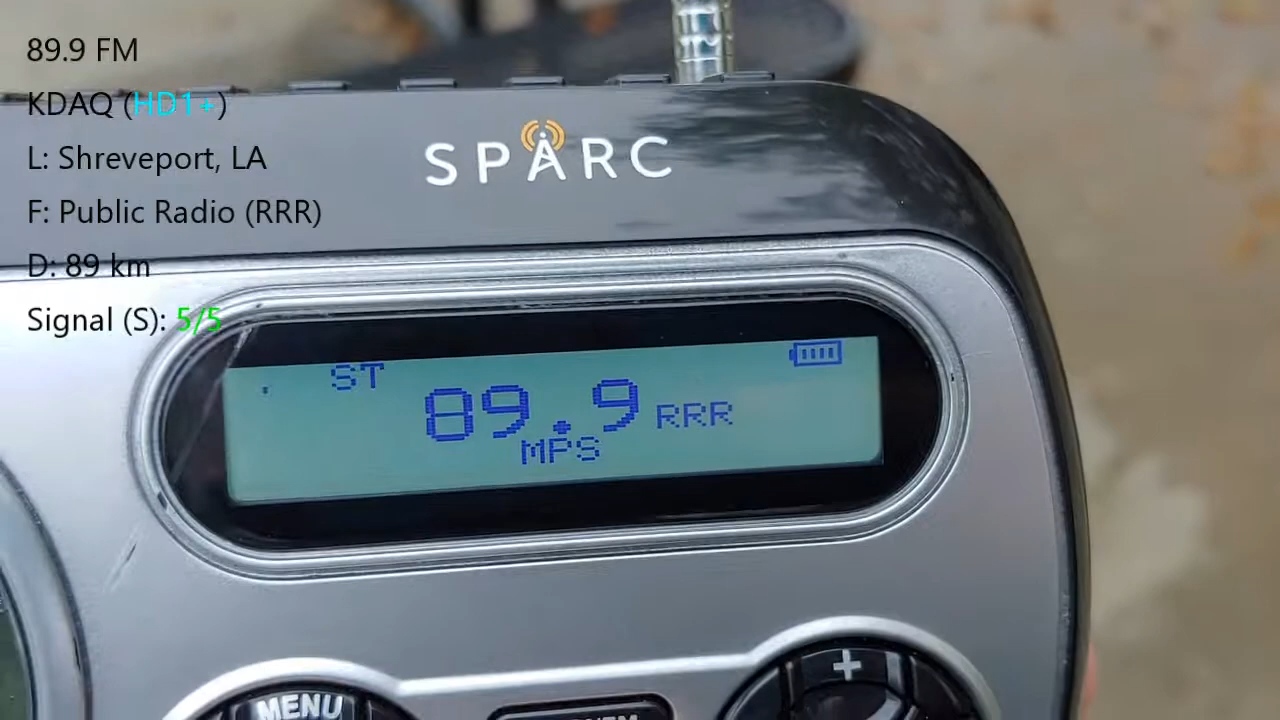 89.9 FM
KDAQ (HD1+)
L: Shreveport, LA
F: Public Radio (RRR)
D: 89 km
Signal (S): 5/5
SPARC
ST
89.9 RRR
MPS
MENU
+